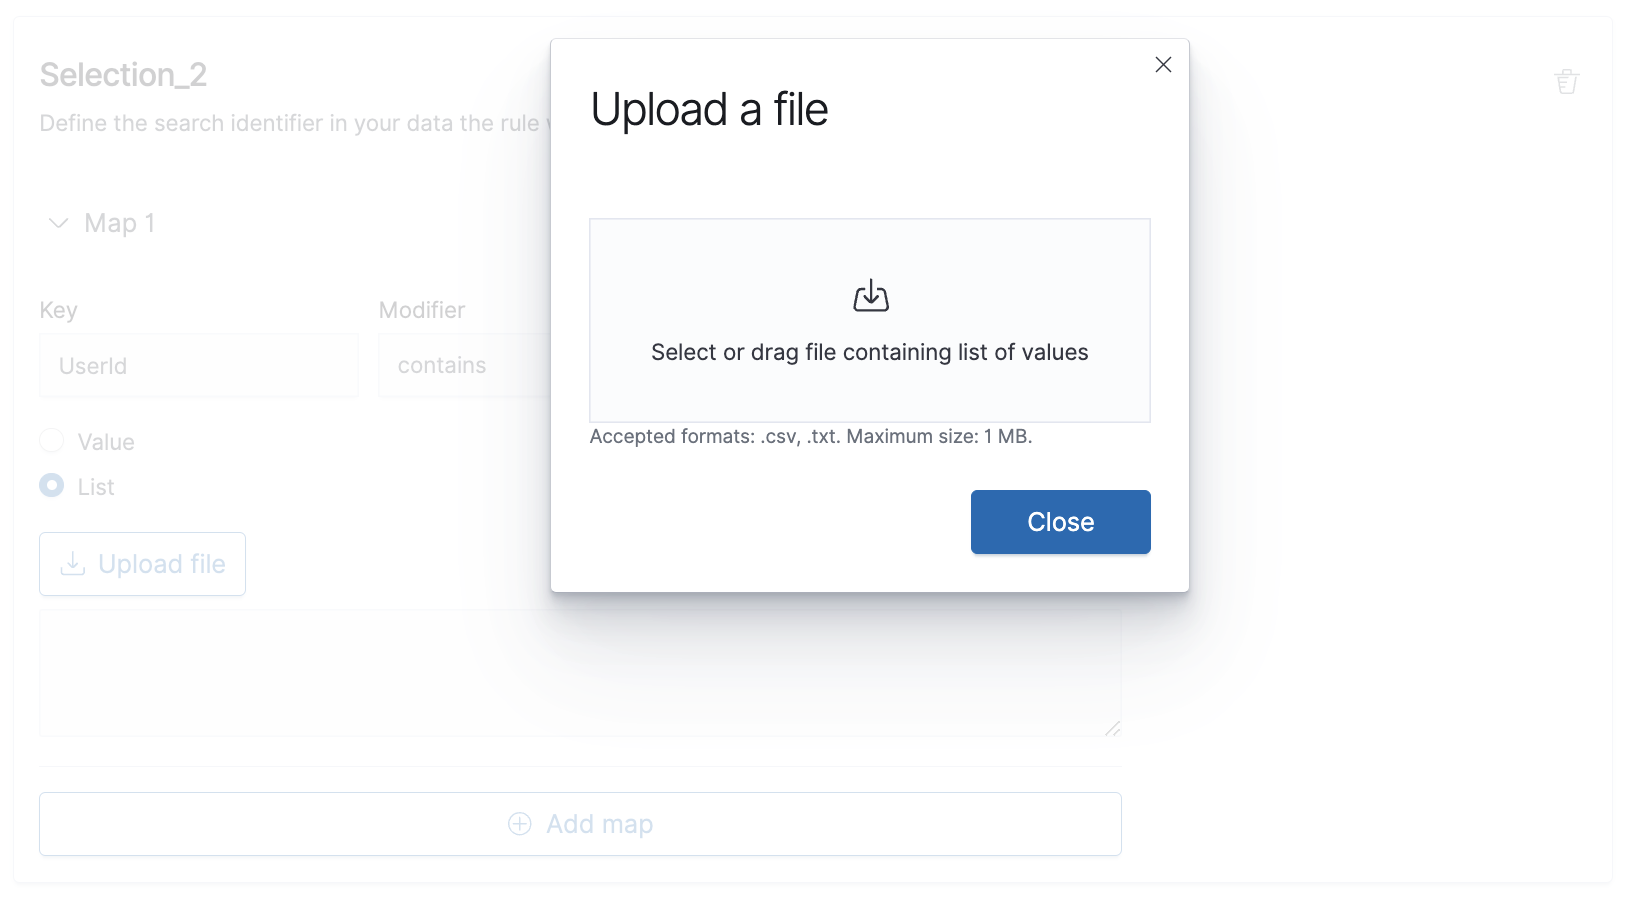 Selection_2
Define the search identifier in your data the rule
Map 1
Key
Modifier
UserId
contains
Value
List
Upload file
Add map
Upload a file
Select or drag file containing list of values
Accepted formats: .csv, .txt. Maximum size: 1 MB.
Close